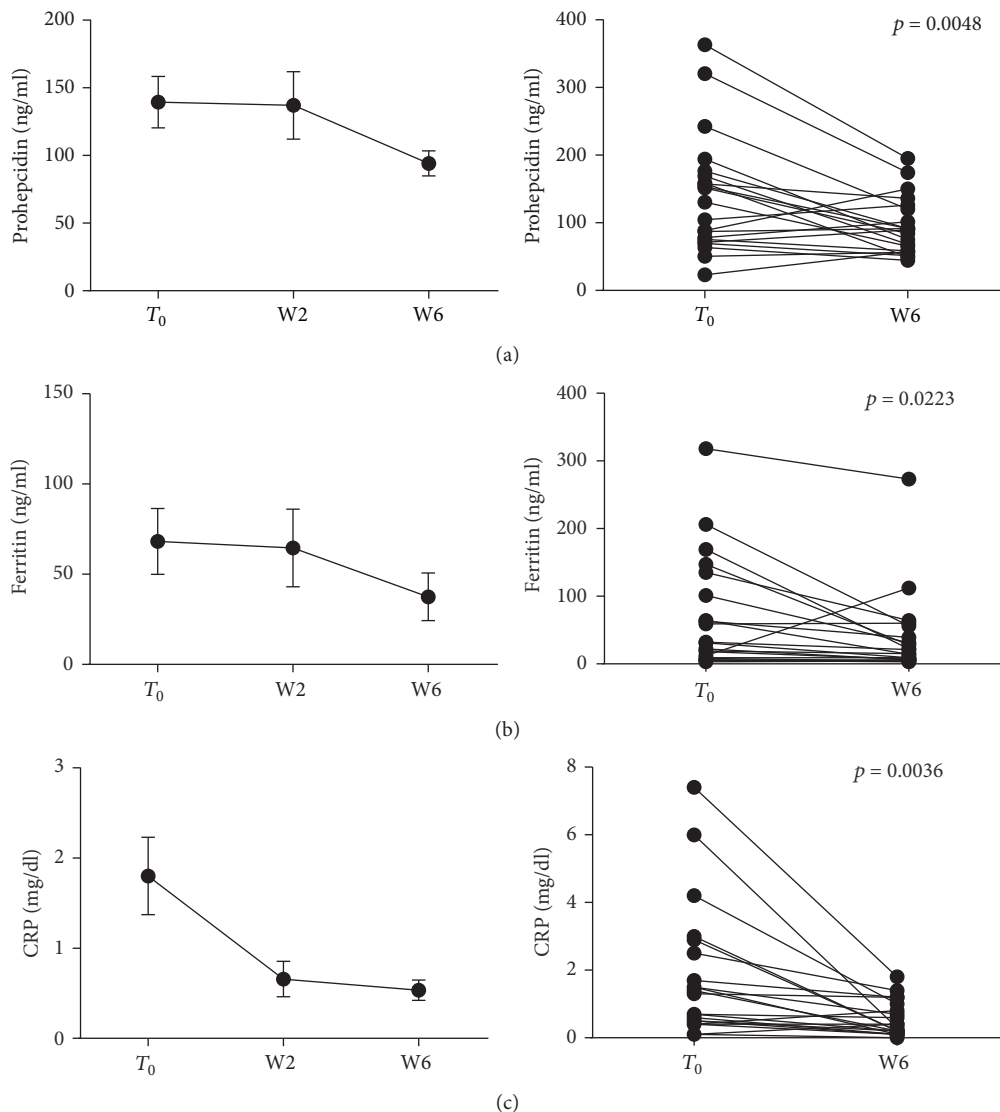 200
150
100
50
0
Prohepcidin (ng/ml)
T0
W2
W6
p = 0.0048
400
300
200
100
0
Prohepcidin (ng/ml)
T0
W6
(a)
150
100
50
0
Ferritin (ng/ml)
T0
W2
W6
p = 0.0223
400
300
200
100
0
Ferritin (ng/ml)
T0
W6
(b)
3
2
1
0
CRP (mg/dl)
T0
W2
W6
p = 0.0036
8
6
4
2
0
CRP (mg/dl)
T0
W6
(c)